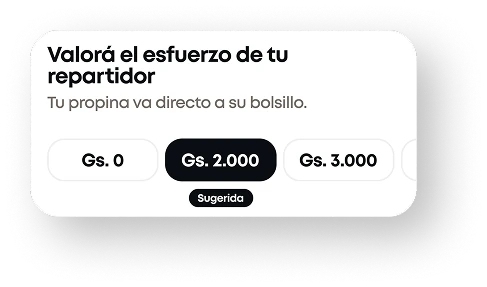 Valorá el esfuerzo de tu
repartidor
Tu propina va directo a su bolsillo.
Gs. 0 Gs. 2.000 Gs. 3.000
Sugerida